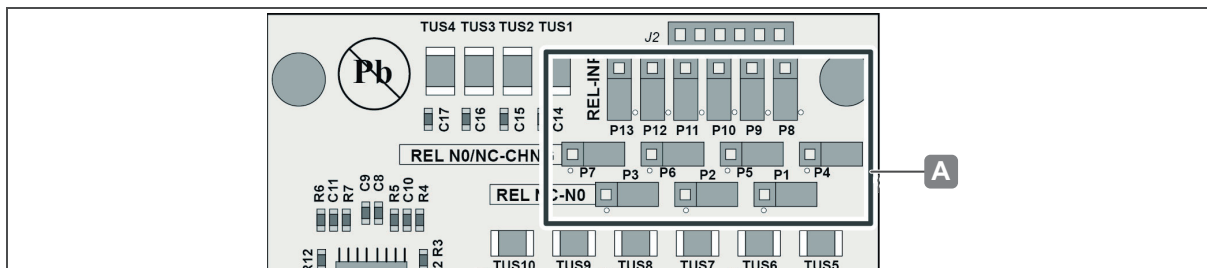 TUS4 TUS3 TUS2 TUS1
J2
Pb
REL-INF
C17 C16 C15 C14
P13 P12 P11 P10 P9 P8
REL N0/NC-CHN
P7 P6 P5 P4
P3 P2 P1
REL NC-N0
A
R6 C11 R7 C9 C8 R5 C10 R4
R12 R3
TUS10 TUS9 TUS8 TUS7 TUS6 TUS5